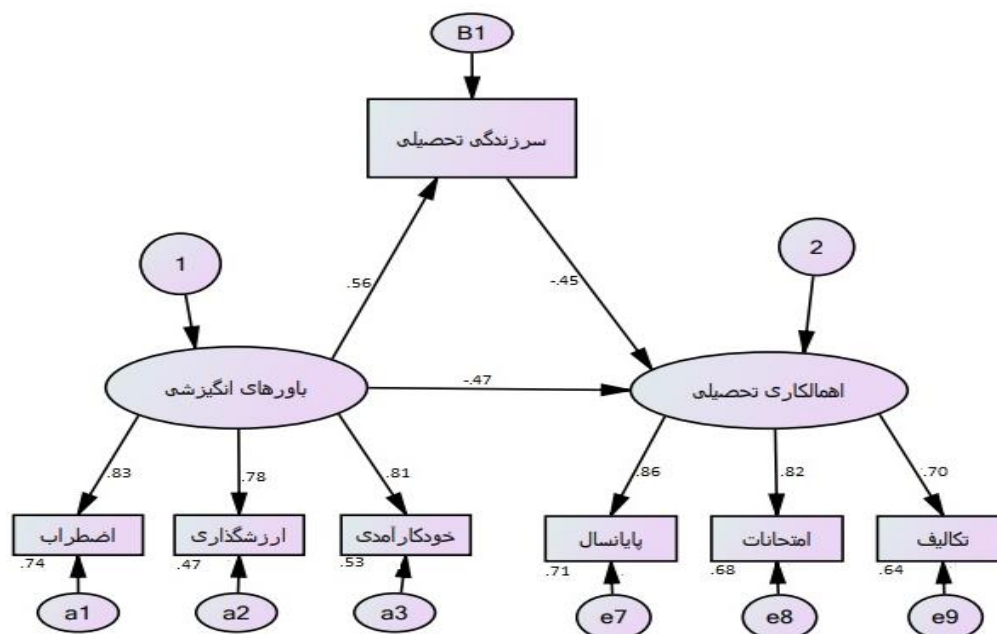 B1
سرزندگی تحصیلی
1
2
.56
-.45
باورهای انگیزشی
-.47
اهمالکاری تحصیلی
.83
.78
.81
.86
.82
.70
اضطراب
ارزشگذاری
خودکارآمدی
پایانسال
امتحانات
تکالیف
.74
.47
.53
.71
.68
.64
a1
a2
a3
e7
e8
e9